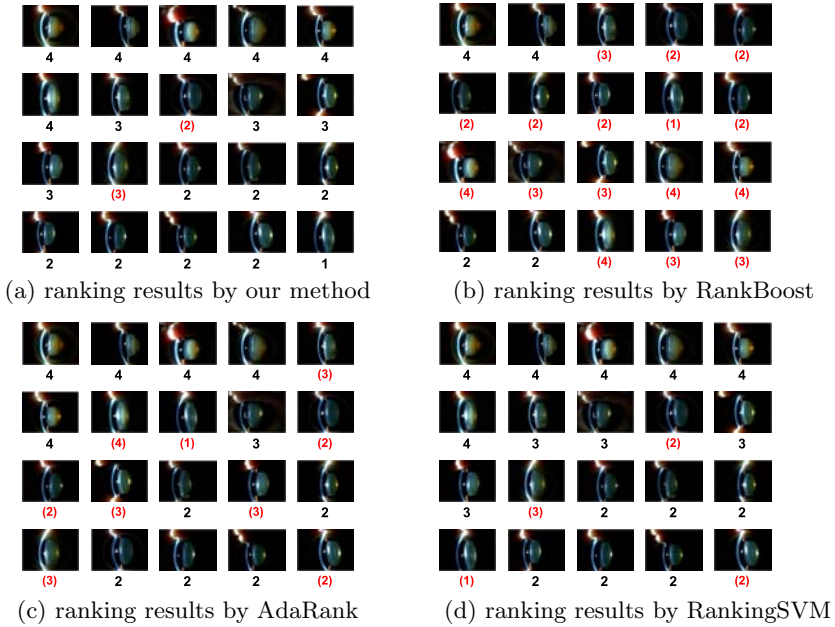 4 4 4 4 4
4 3 (2) 3 3
3 (3) 2 2 2
2 2 2 2 1
(a) ranking results by our method
4 4 (3) (2) (2)
(2) (2) (2) (1) (2)
(4) (3) (3) (4) (4)
2 2 (4) (3) (3)
(b) ranking results by RankBoost
4 4 4 4 (3)
4 (4) (1) 3 (2)
(2) (3) 2 (3) 2
(3) 2 2 2 (2)
(c) ranking results by AdaRank
4 4 4 4 4
4 3 3 (2) 3
3 (3) 2 2 2
(1) 2 2 2 (2)
(d) ranking results by RankingSVM